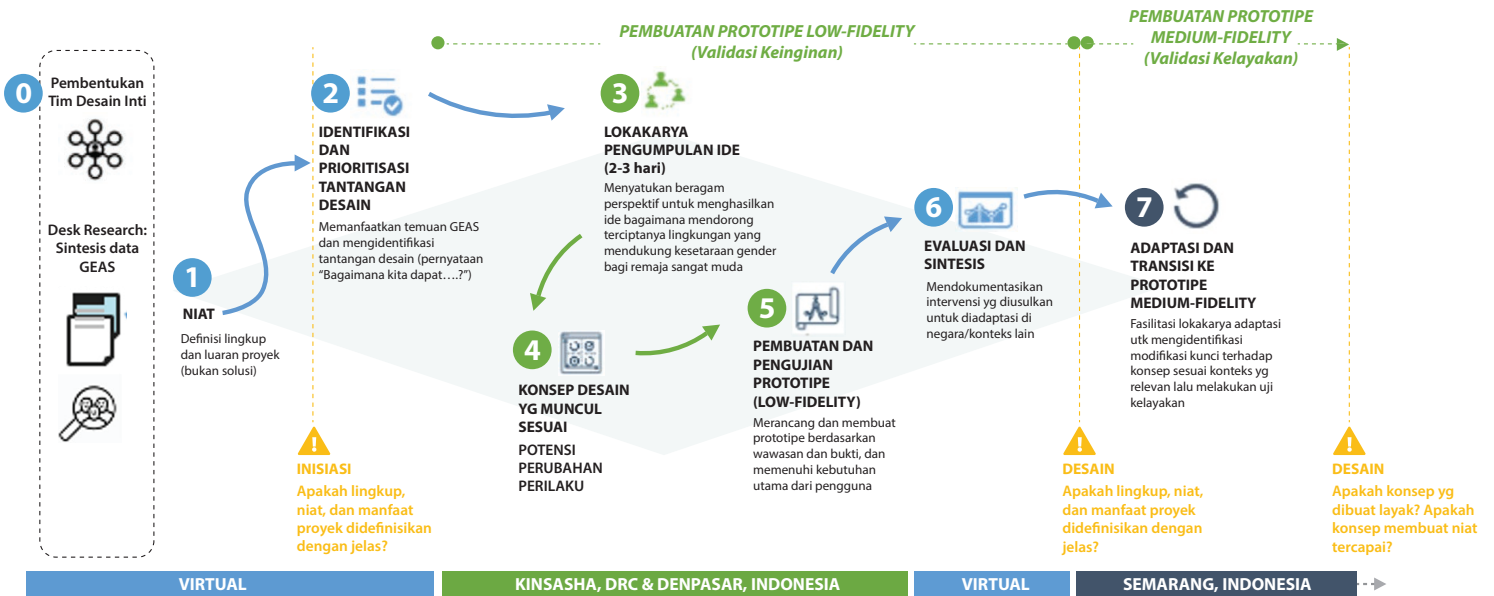 PEMBUATAN PROTOTIPE LOW-FIDELITY
(Validasi Keinginan)
PEMBUATAN PROTOTIPE
MEDIUM-FIDELITY
(Validasi Kelayakan)
0
Pembentukan
Tim Desain Inti
Desk Research:
Sintesis data
GEAS
1
NIAT
Definisi lingkup
dan luaran proyek
(bukan solusi)
2
IDENTIFIKASI
DAN
PRIORITISASI
TANTANGAN
DESAIN
Memanfaatkan temuan GEAS
dan mengidentifikasi
tantangan desain (pernyataan
“Bagaimana kita dapat….?”)
3
LOKAKARYA
PENGUMPULAN IDE
(2-3 hari)
Menyatukan beragam
perspektif untuk menghasilkan
ide bagaimana mendorong
terciptanya lingkungan yang
mendukung kesetaraan gender
bagi remaja sangat muda
4
KONSEP DESAIN
YG MUNCUL
SESUAI
POTENSI
PERUBAHAN
PERILAKU
5
PEMBUATAN DAN
PENGUJIAN
PROTOTIPE
(LOW-FIDELITY)
Merancang dan membuat
prototipe berdasarkan
wawasan dan bukti, dan
memenuhi kebutuhan
utama dari pengguna
6
EVALUASI DAN
SINTESIS
Mendokumentasikan
intervensi yg diusulkan
untuk diadaptasi di
negara/konteks lain
7
ADAPTASI DAN
TRANSISI KE
PROTOTIPE
MEDIUM-FIDELITY
Fasilitasi lokakarya adaptasi
utk mengidentifikasi
modifikasi kunci terhadap
konsep sesuai konteks yg
relevan lalu melakukan uji
kelayakan
INISIASI
Apakah lingkup,
niat, dan manfaat
proyek didefinisikan
dengan jelas?
DESAIN
Apakah lingkup, niat,
dan manfaat proyek
didefinisikan dengan
jelas?
DESAIN
Apakah konsep yg
dibuat layak? Apakah
konsep membuat niat
tercapai?
VIRTUAL
KINSASHA, DRC & DENPASAR, INDONESIA
VIRTUAL
SEMARANG, INDONESIA